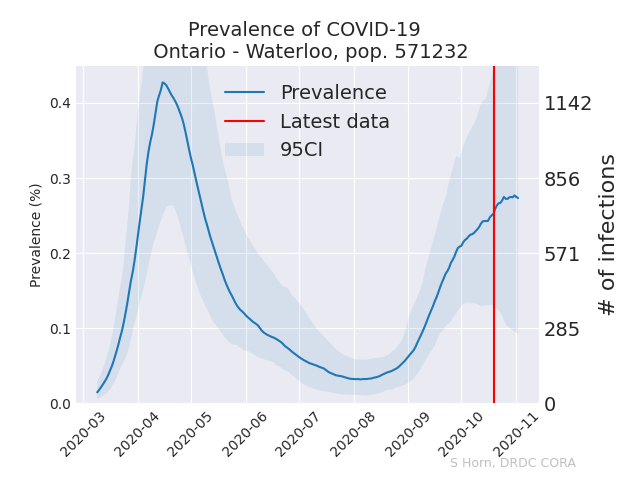 Prevalence of COVID-19
Ontario - Waterloo, pop. 571232
Prevalence
Latest data
95CI
Prevalence (%)
0.4
0.3
0.2
0.1
0.0
1142
856
571
285
0
# of infections
2020-03
2020-04
2020-05
2020-06
2020-07
2020-08
2020-09
2020-10
2020-11
S Horn, DRDC CORA